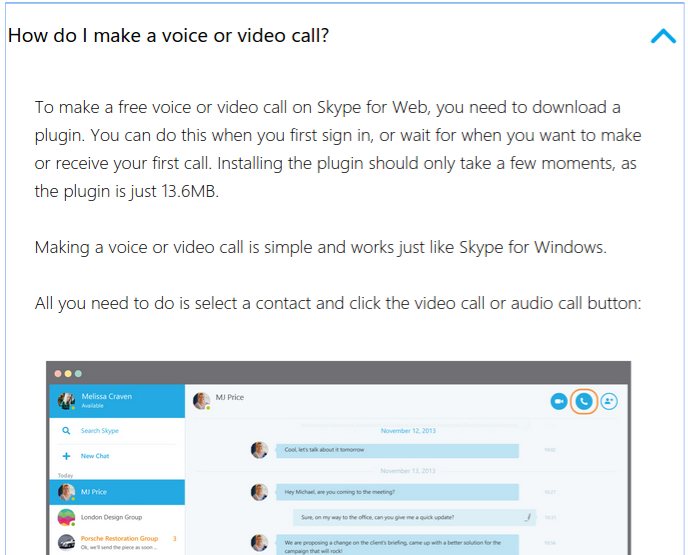 How do I make a voice or video call?
To make a free voice or video call on Skype for Web, you need to download a
plugin. You can do this when you first sign in, or wait for when you want to make
or receive your first call. Installing the plugin should only take a few moments, as
the plugin is just 13.6MB.
Making a voice or video call is simple and works just like Skype for Windows.
All you need to do is select a contact and click the video call or audio call button:
Melissa Craven
Available
MJ Price
Search Skype
November 12, 2013
New Chat
Cool, let's talk about it tomorrow
Today
November 13, 2013
MJ Price
Hey Michael, are you coming to the meeting?
London Design Group
Sure, on my way to the office, can you give me a quick update?
Porsche Restoration Group 3
Ok, we'll send the piece as soon ...
We are proposing a change on the client's briefing, came up with a better solution for the
campaign that will rock!